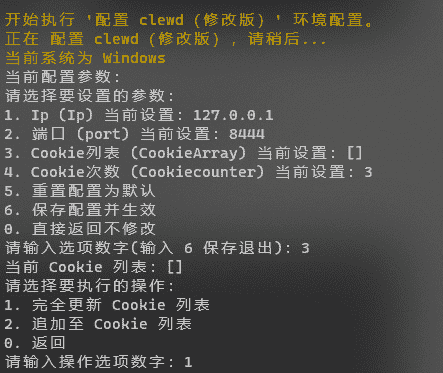 开始执行 '配置 clewd (修改版) ' 环境配置。
正在 配置 clewd (修改版) , 请稍后...
当前系统为 Windows
当前配置参数:
请选择要设置的参数:
1. Ip (Ip) 当前设置: 127.0.0.1
2. 端口 (port) 当前设置: 8444
3. Cookie列表 (CookieArray) 当前设置: []
4. Cookie次数 (Cookiecounter) 当前设置: 3
5. 重置配置为默认
6. 保存配置并生效
0. 直接返回不修改
请输入选项数字(输入 6 保存退出): 3
当前 Cookie 列表: []
请选择要执行的操作:
1. 完全更新 Cookie 列表
2. 追加至 Cookie 列表
0. 返回
请输入操作选项数字: 1